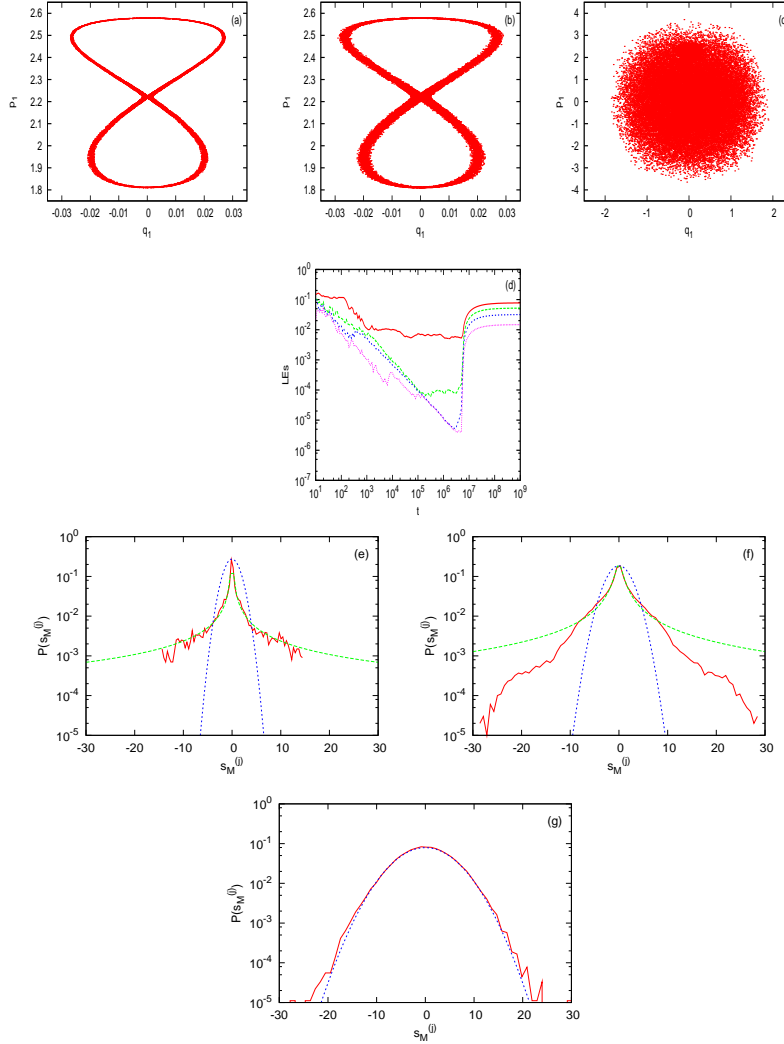 (a)
2.6
2.5
2.4
2.3
2.2
2.1
2
1.9
1.8
P1
-0.03 -0.02 -0.01 0 0.01 0.02 0.03
q1
(b)
2.6
2.5
2.4
2.3
2.2
2.1
2
1.9
1.8
P1
-0.03 -0.02 -0.01 0 0.01 0.02 0.03
q1
(c
4
3
2
1
0
-1
-2
-3
-4
P1
-2 -1 0 1 2
q1
(d)
10^0
10^-1
10^-2
10^-3
10^-4
10^-5
10^-6
10^-7
LEs
10^1 10^2 10^3 10^4 10^5 10^6 10^7 10^8 10^9
t
(e)
10^0
10^-1
10^-2
10^-3
10^-4
10^-5
P(s_M^(j))
-30 -20 -10 0 10 20 30
s_M^(j)
(f)
10^0
10^-1
10^-2
10^-3
10^-4
10^-5
P(s_M^(j))
-30 -20 -10 0 10 20 30
s_M^(j)
(g)
10^0
10^-1
10^-2
10^-3
10^-4
10^-5
P(s_M^(j))
-30 -20 -10 0 10 20 30
s_M^(j)